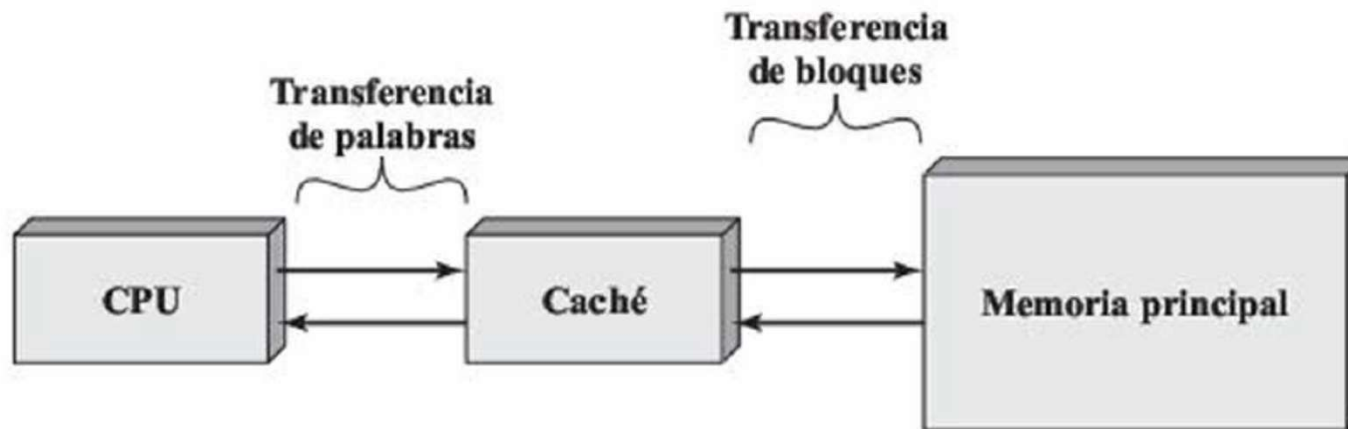 Transferencia
de bloques
Transferencia
de palabras
CPU
Caché
Memoria principal